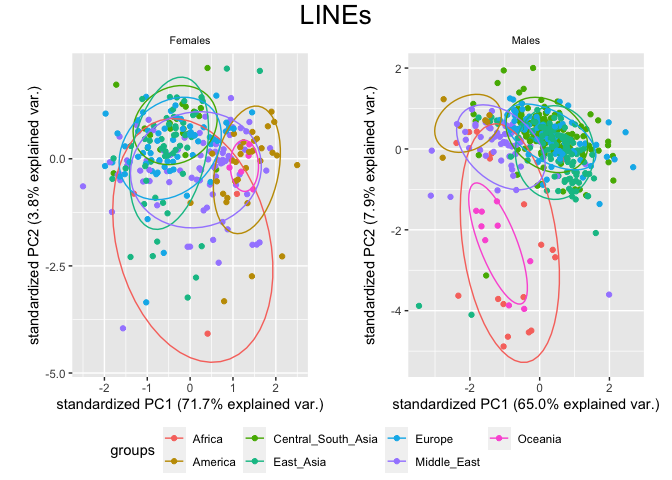 LINEs
Females
Males
standardized PC2 (3.8% explained var.)
0.0
-2.5
-5.0
-2
-1
0
1
2
standardized PC1 (71.7% explained var.)
standardized PC2 (7.9% explained var.)
2
0
-2
-4
-2
0
2
standardized PC1 (65.0% explained var.)
groups
Africa
America
Central_South_Asia
East_Asia
Europe
Middle_East
Oceania